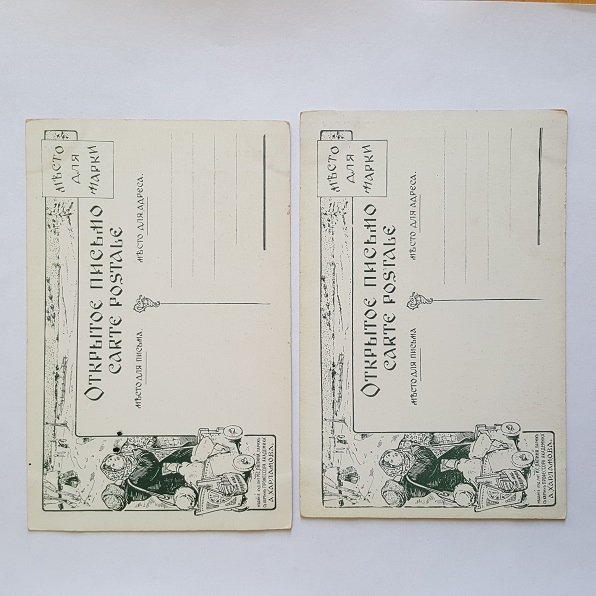 МѢСТО
ДЛЯ
МАРКИ
ОТКРЫТОЕ ПИСЬМО
CARTE POSTALE
МѢСТО ДЛЯ ПИСЬМА.
МѢСТО ДЛЯ АДРЕСА.
А. ХАРЛАМОВА.
МѢСТО
ДЛЯ
МАРКИ
ОТКРЫТОЕ ПИСЬМО
CARTE POSTALE
МѢСТО ДЛЯ ПИСЬМА
МѢСТО ДЛЯ АДРЕСА.
А. ХАРЛАМОВА.